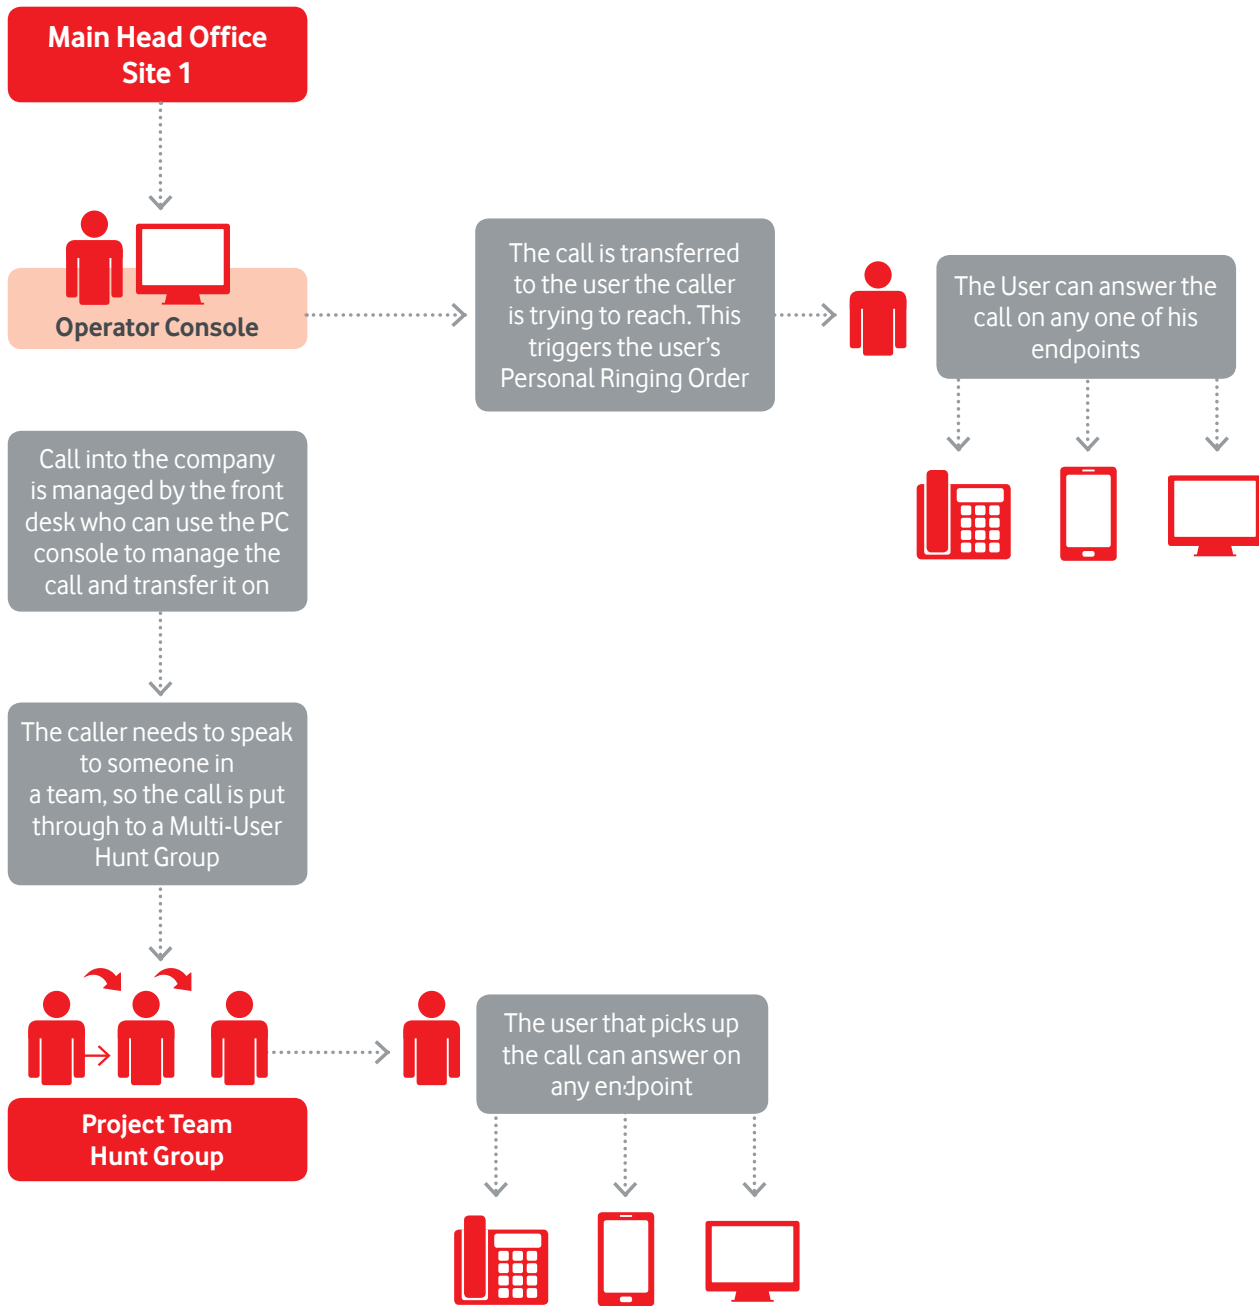 Main Head Office
Site 1
Operator Console
The call is transferred
to the user the caller
is trying to reach. This
triggers the user’s
Personal Ringing Order
The User can answer the
call on any one of his
endpoints
Call into the company
is managed by the front
desk who can use the PC
console to manage the
call and transfer it on
The caller needs to speak
to someone in
a team, so the call is put
through to a Multi-User
Hunt Group
Project Team
Hunt Group
The user that picks up
the call can answer on
any endpoint